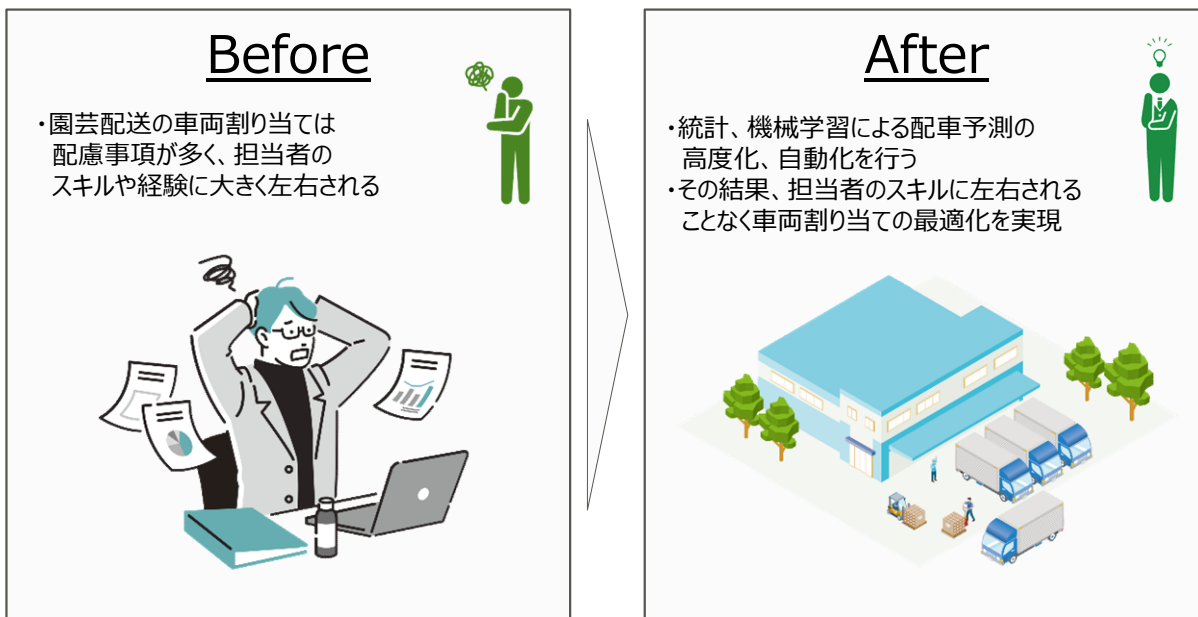 Before
・園芸配送の車両割り当ては
配慮事項が多く、担当者の
スキルや経験に大きく左右される
After
・統計、機械学習による配車予測の
高度化、自動化を行う
・その結果、担当者のスキルに左右される
ことなく車両割り当ての最適化を実現